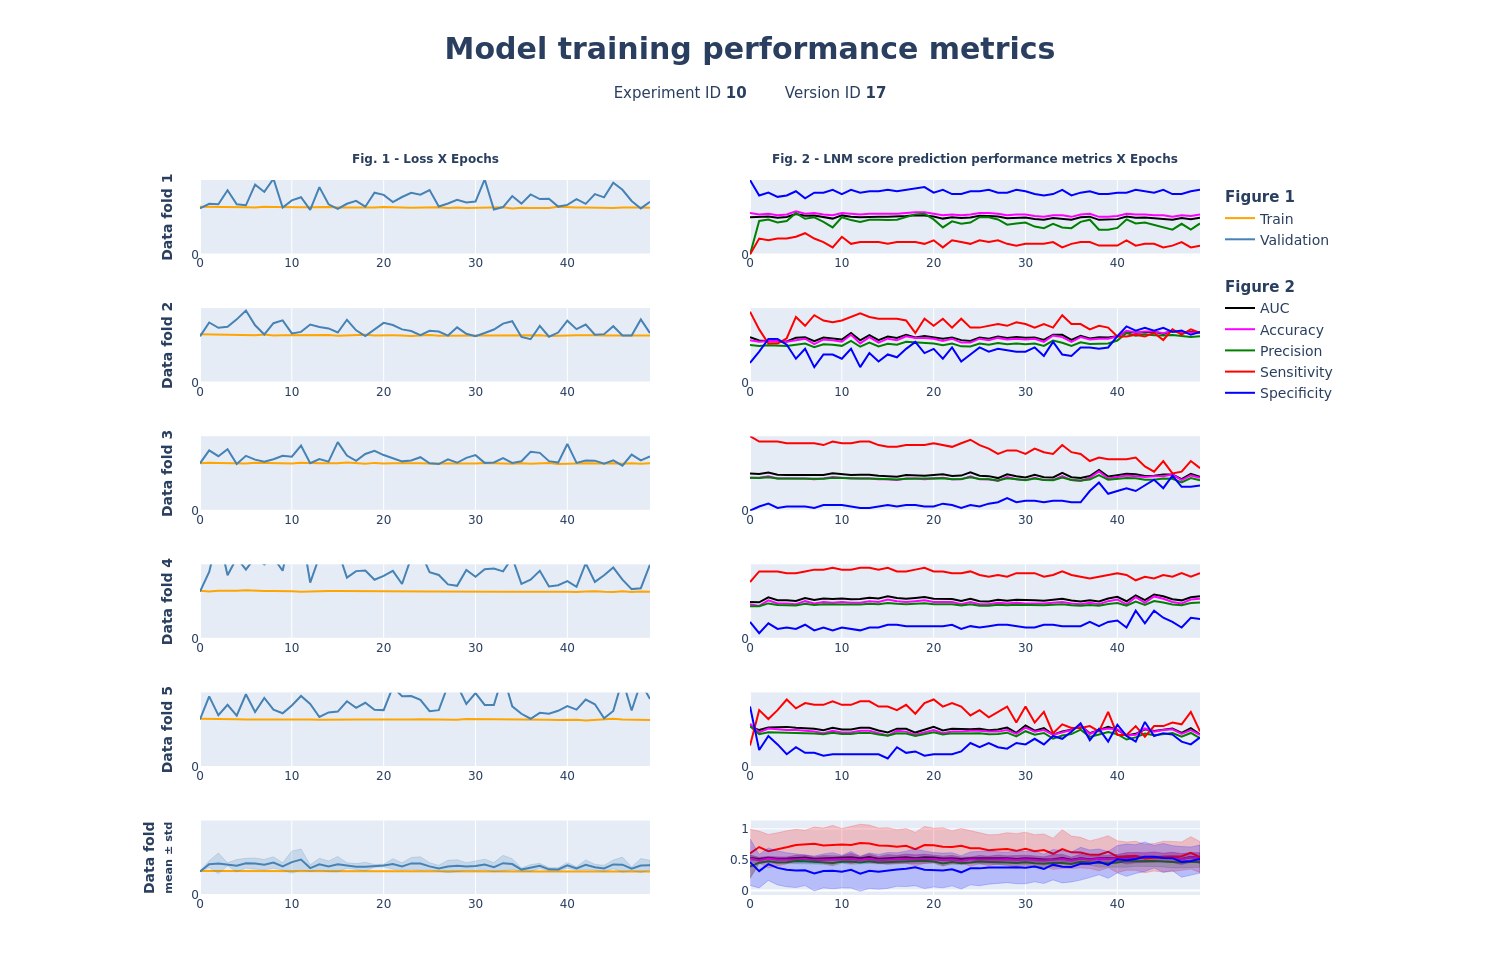 Model training performance metrics
Experiment ID 10 Version ID 17
Fig. 1 - Loss X Epochs
Fig. 2 - LNM score prediction performance metrics X Epochs
Data fold 1
0
0 10 20 30 40
0
0 10 20 30 40
Data fold 2
0
0 10 20 30 40
0
0 10 20 30 40
Data fold 3
0
0 10 20 30 40
0
0 10 20 30 40
Data fold 4
0
0 10 20 30 40
0
0 10 20 30 40
Data fold 5
0
0 10 20 30 40
0
0 10 20 30 40
Data fold
mean ± std
0
0 10 20 30 40
1
0.5
0
0 10 20 30 40
Figure 1
Train
Validation
Figure 2
AUC
Accuracy
Precision
Sensitivity
Specificity